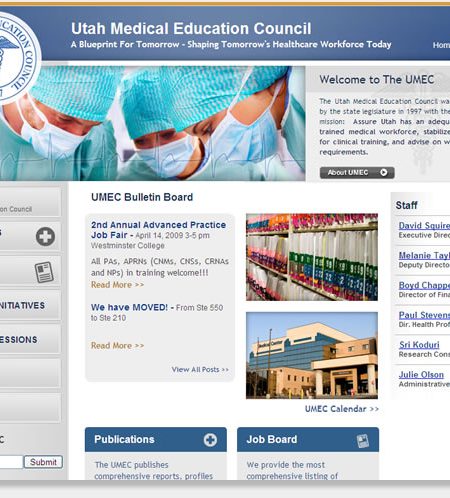 Utah Medical Education Council
A Blueprint For Tomorrow - Shaping Tomorrow's Healthcare Workforce Today
Welcome to The UMEC
The Utah Medical Education Council wa
by the state legislature in 1997 with the
mission: Assure Utah has an adequa
trained medical workforce, stabilize
for clinical training, and advise on w
requirements.
About UMEC
on Council
S
NITIATIVES
ESSIONS
C
Submit
UMEC Bulletin Board
2nd Annual Advanced Practice
Job Fair - April 14, 2009 3-5 pm
Westminster College
All PAs, APRNs (CNMs, CNSs, CRNAs
and NPs) in training welcome!!!
Read More >>
We have MOVED! - From Ste 550
to Ste 210
Read More >>
View All Posts >>
UMEC Calendar >>
Staff
David Squire
Executive Direc
Melanie Tayl
Deputy Director
Boyd Chappe
Director of Fina
Paul Stevens
Dir. Health Prof
Sri Koduri
Research Cons
Julie Olson
Administrative
Publications
The UMEC publishes
comprehensive reports, profiles
Job Board
We provide the most
comprehensive listing of